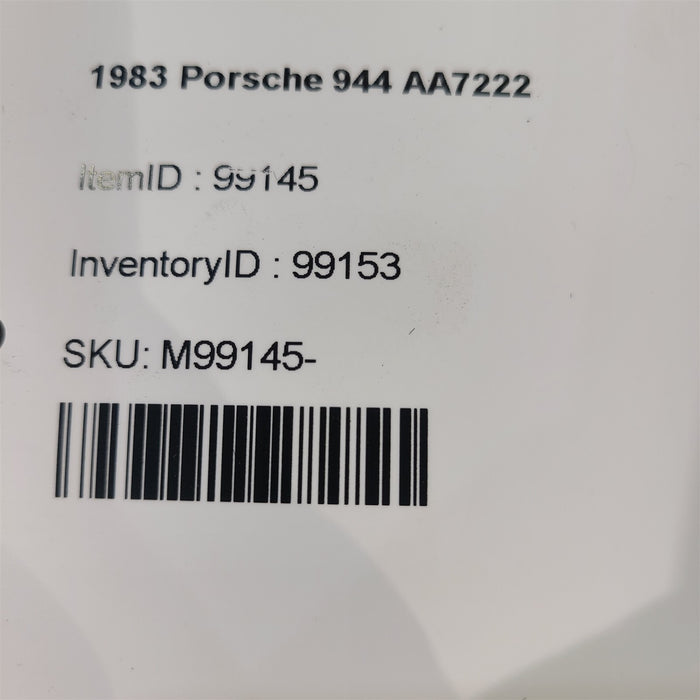 1983 Porsche 944 AA7222
ItemID : 99145
InventoryID : 99153
SKU: M99145-